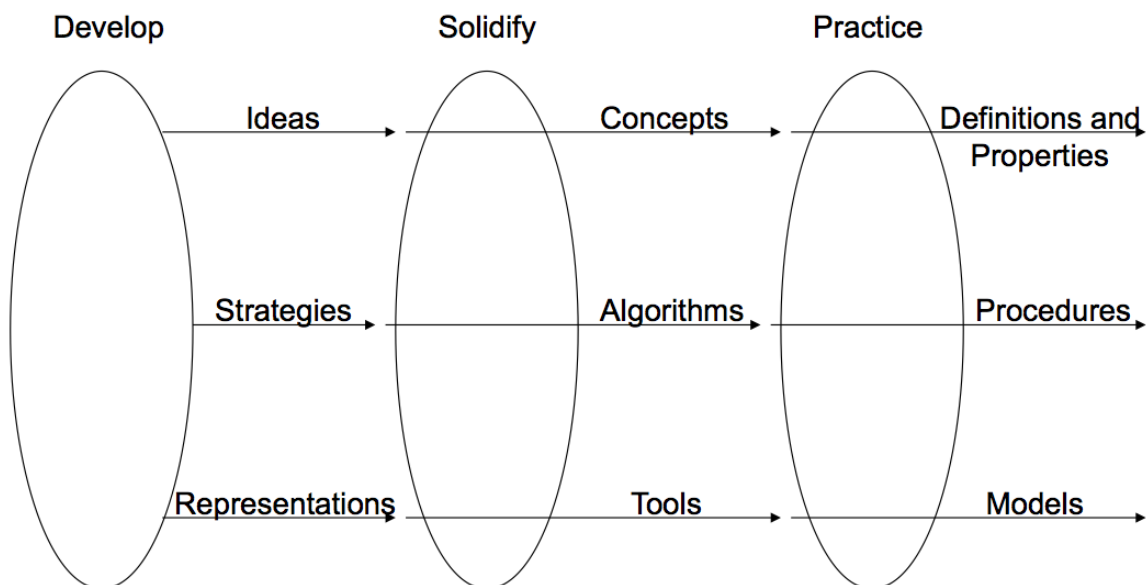 Develop
Solidify
Practice
Ideas
Concepts
Definitions and
Properties
Strategies
Algorithms
Procedures
Representations
Tools
Models